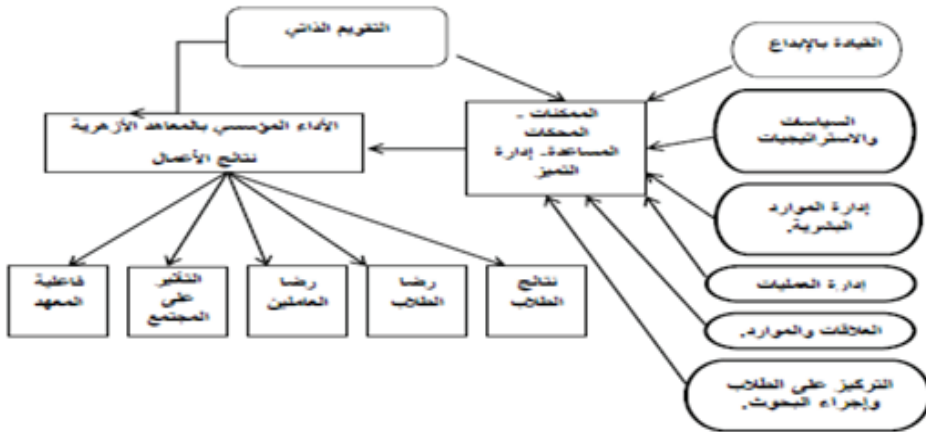 التقويم الذاتي
القيادة بالإبداع
الممكنات -
المحكات
المساعدة- إدارة
التميز
السياسات
والاستراتيجيات
الأداء المؤسسي بالمعاهد الأزهرية
نتائج الأعمال
إدارة الموارد
البشرية.
إدارة العمليات
العلاقات والموارد.
التركيز على الطلاب
وإجراء البحوث.
نتائج
الطلاب
رضا
الطلاب
رضا
العاملين
التأثير
على
المجتمع
فاعلية
المعهد